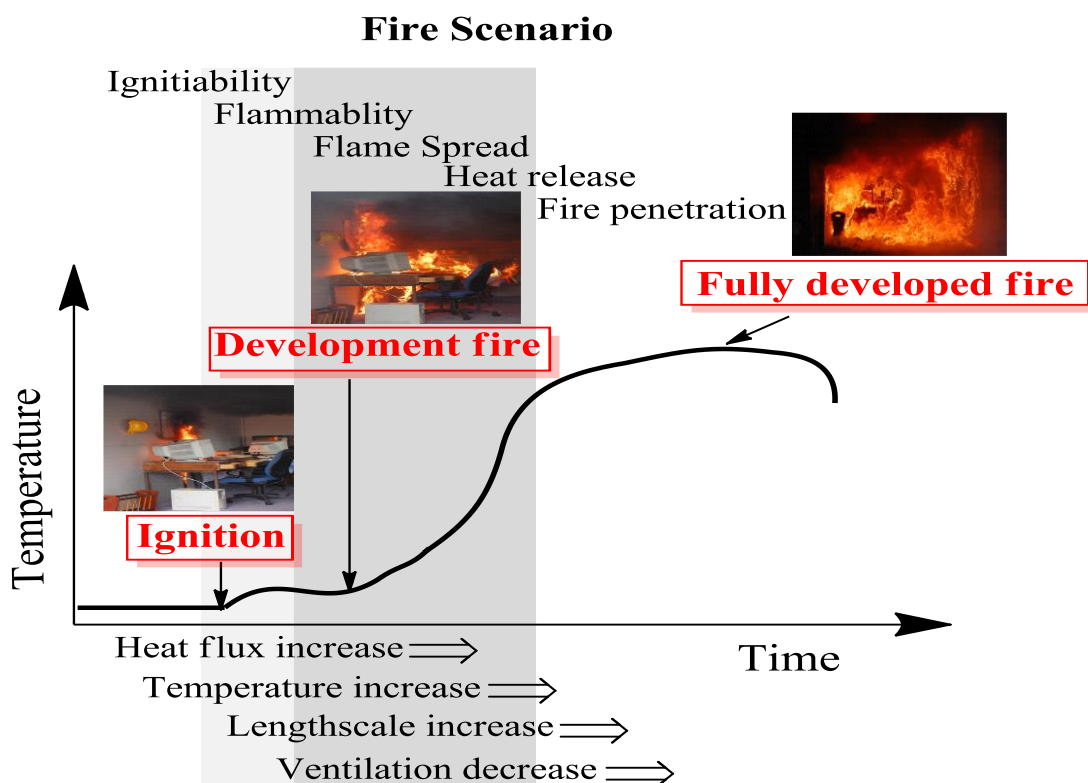 Fire Scenario
Ignitiability
Flammablity
Flame Spread
Heat release
Fire penetration
Fully developed fire
Development fire
Ignition
Temperature
Time
Heat flux increase
Temperature increase
Lengthscale increase
Ventilation decrease